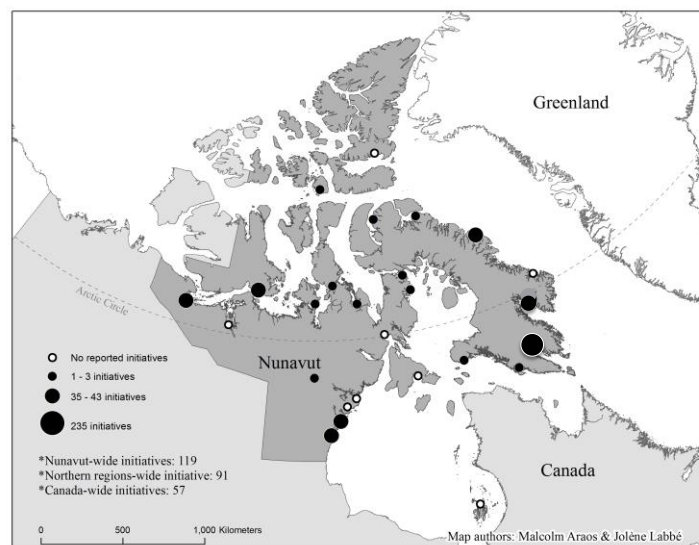 Greenland
Arctic Circle
Nunavut
No reported initiatives
1 - 3 initiatives
35 - 43 initiatives
235 initiatives
*Nunavut-wide initiatives: 119
*Northern regions-wide initiative: 91
*Canada-wide initiatives: 57
Canada
0 500 1,000 Kilometers
Map authors: Malcolm Araos & Jolène Labbé